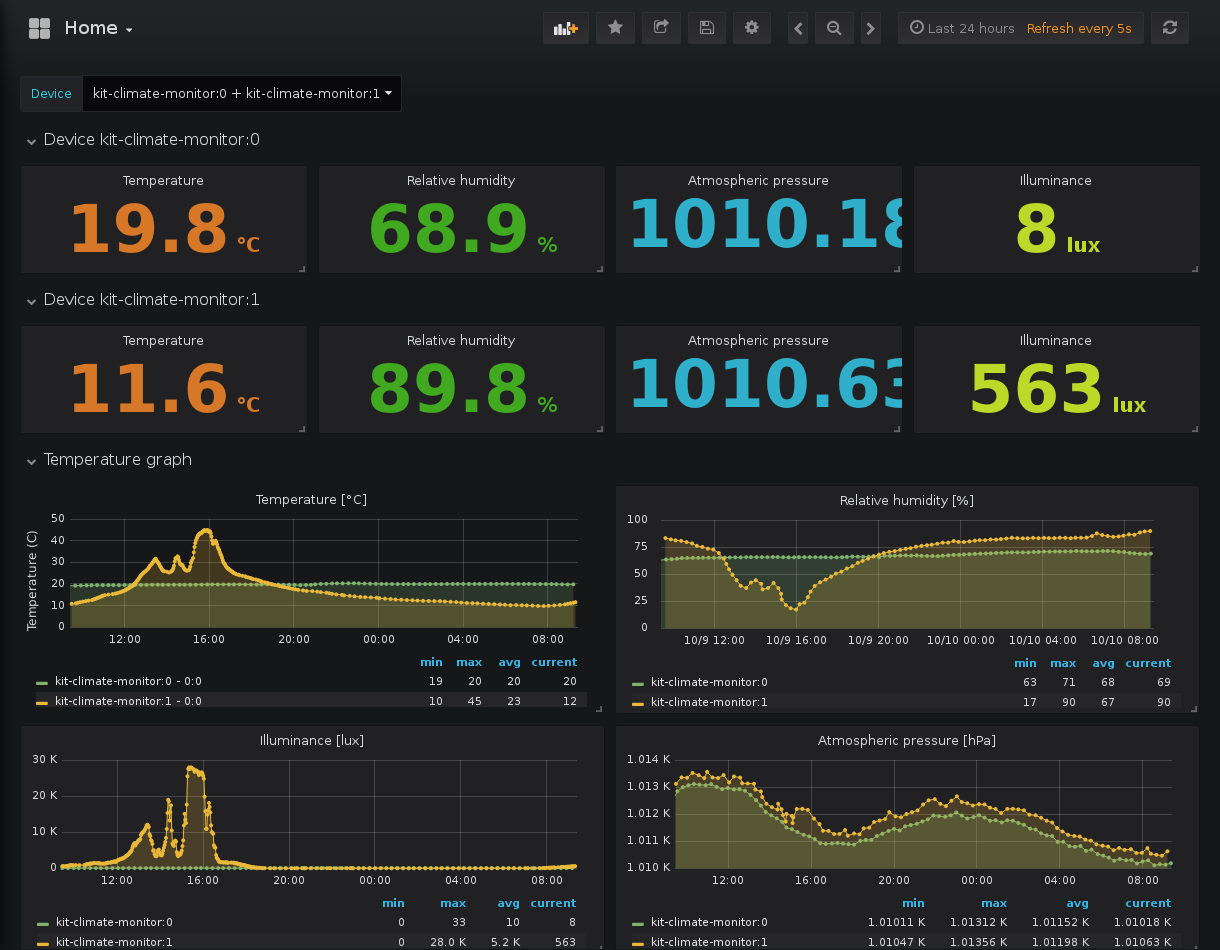 Home
Last 24 hours Refresh every 5s
Device kit-climate-monitor:0 + kit-climate-monitor:1
Device kit-climate-monitor:0
Temperature Relative humidity Atmospheric pressure Illuminance
19.8 °C 68.9 % 1010.18 8 lux
Device kit-climate-monitor:1
Temperature Relative humidity Atmospheric pressure Illuminance
11.6 °C 89.8 % 1010.63 563 lux
Temperature graph
Temperature [°C]
Temperature (C)
50
40
30
20
10
0
12:00 16:00 20:00 00:00 04:00 08:00
min max avg current
kit-climate-monitor:0 - 0:0 19 20 20 20
kit-climate-monitor:1 - 0:0 10 45 23 12
Relative humidity [%]
100
75
50
25
0
10/9 12:00 10/9 16:00 10/9 20:00 10/10 00:00 10/10 04:00 10/10 08:00
min max avg current
kit-climate-monitor:0 63 71 68 69
kit-climate-monitor:1 17 90 67 90
Illuminance [lux]
30 K
20 K
10 K
0
12:00 16:00 20:00 00:00 04:00 08:00
min max avg current
kit-climate-monitor:0 0 33 10 8
kit-climate-monitor:1 0 28.0 K 5.2 K 563
Atmospheric pressure [hPa]
1.014 K
1.013 K
1.012 K
1.011 K
1.010 K
12:00 16:00 20:00 00:00 04:00 08:00
min max avg current
kit-climate-monitor:0 1.01011 K 1.01312 K 1.01152 K 1.01018 K
kit-climate-monitor:1 1.01047 K 1.01356 K 1.01198 K 1.01063 K